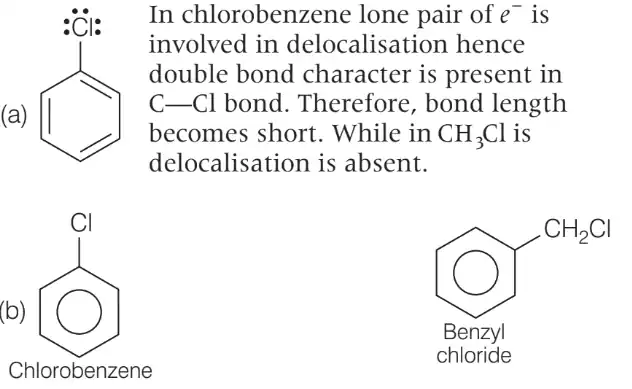 :Cl:
In chlorobenzene lone pair of e⁻ is
involved in delocalisation hence
double bond character is present in
C—Cl bond. Therefore, bond length
(a)
becomes short. While in CH₃Cl is
delocalisation is absent.
Cl
CH₂Cl
(b)
Benzyl
chloride
Chlorobenzene